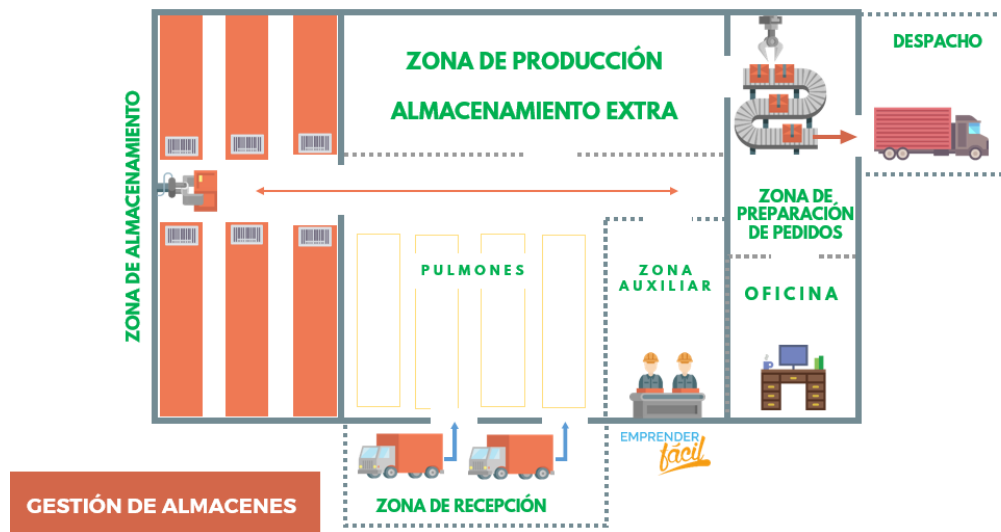 ZONA DE PRODUCCIÓN
ALMACENAMIENTO EXTRA
DESPACHO
ZONA DE ALMACENAMIENTO
ZONA DE
PREPARACIÓN
DE PEDIDOS
PULMONES
ZONA
AUXILIAR
OFICINA
EMPRENDER
fácil
ZONA DE RECEPCIÓN
GESTIÓN DE ALMACENES